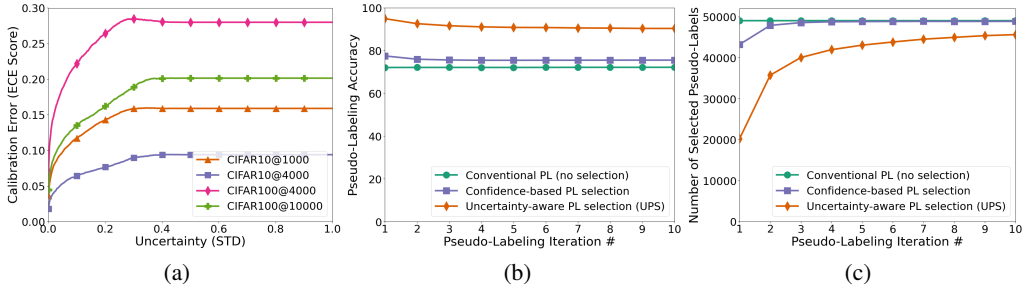 0.30
0.25
0.20
0.15
0.10
0.05
0.00
Calibration Error (ECE Score)
CIFAR10@1000
CIFAR10@4000
CIFAR100@4000
CIFAR100@10000
0.0 0.2 0.4 0.6 0.8 1.0
Uncertainty (STD)
(a)
100
80
60
40
20
0
Pseudo-Labeling Accuracy
Conventional PL (no selection)
Confidence-based PL selection
Uncertainty-aware PL selection (UPS)
1 2 3 4 5 6 7 8 9 10
Pseudo-Labeling Iteration #
(b)
50000
40000
30000
20000
10000
0
Number of Selected Pseudo-Labels
Conventional PL (no selection)
Confidence-based PL selection
Uncertainty-aware PL selection (UPS)
1 2 3 4 5 6 7 8 9 10
Pseudo-Labeling Iteration #
(c)